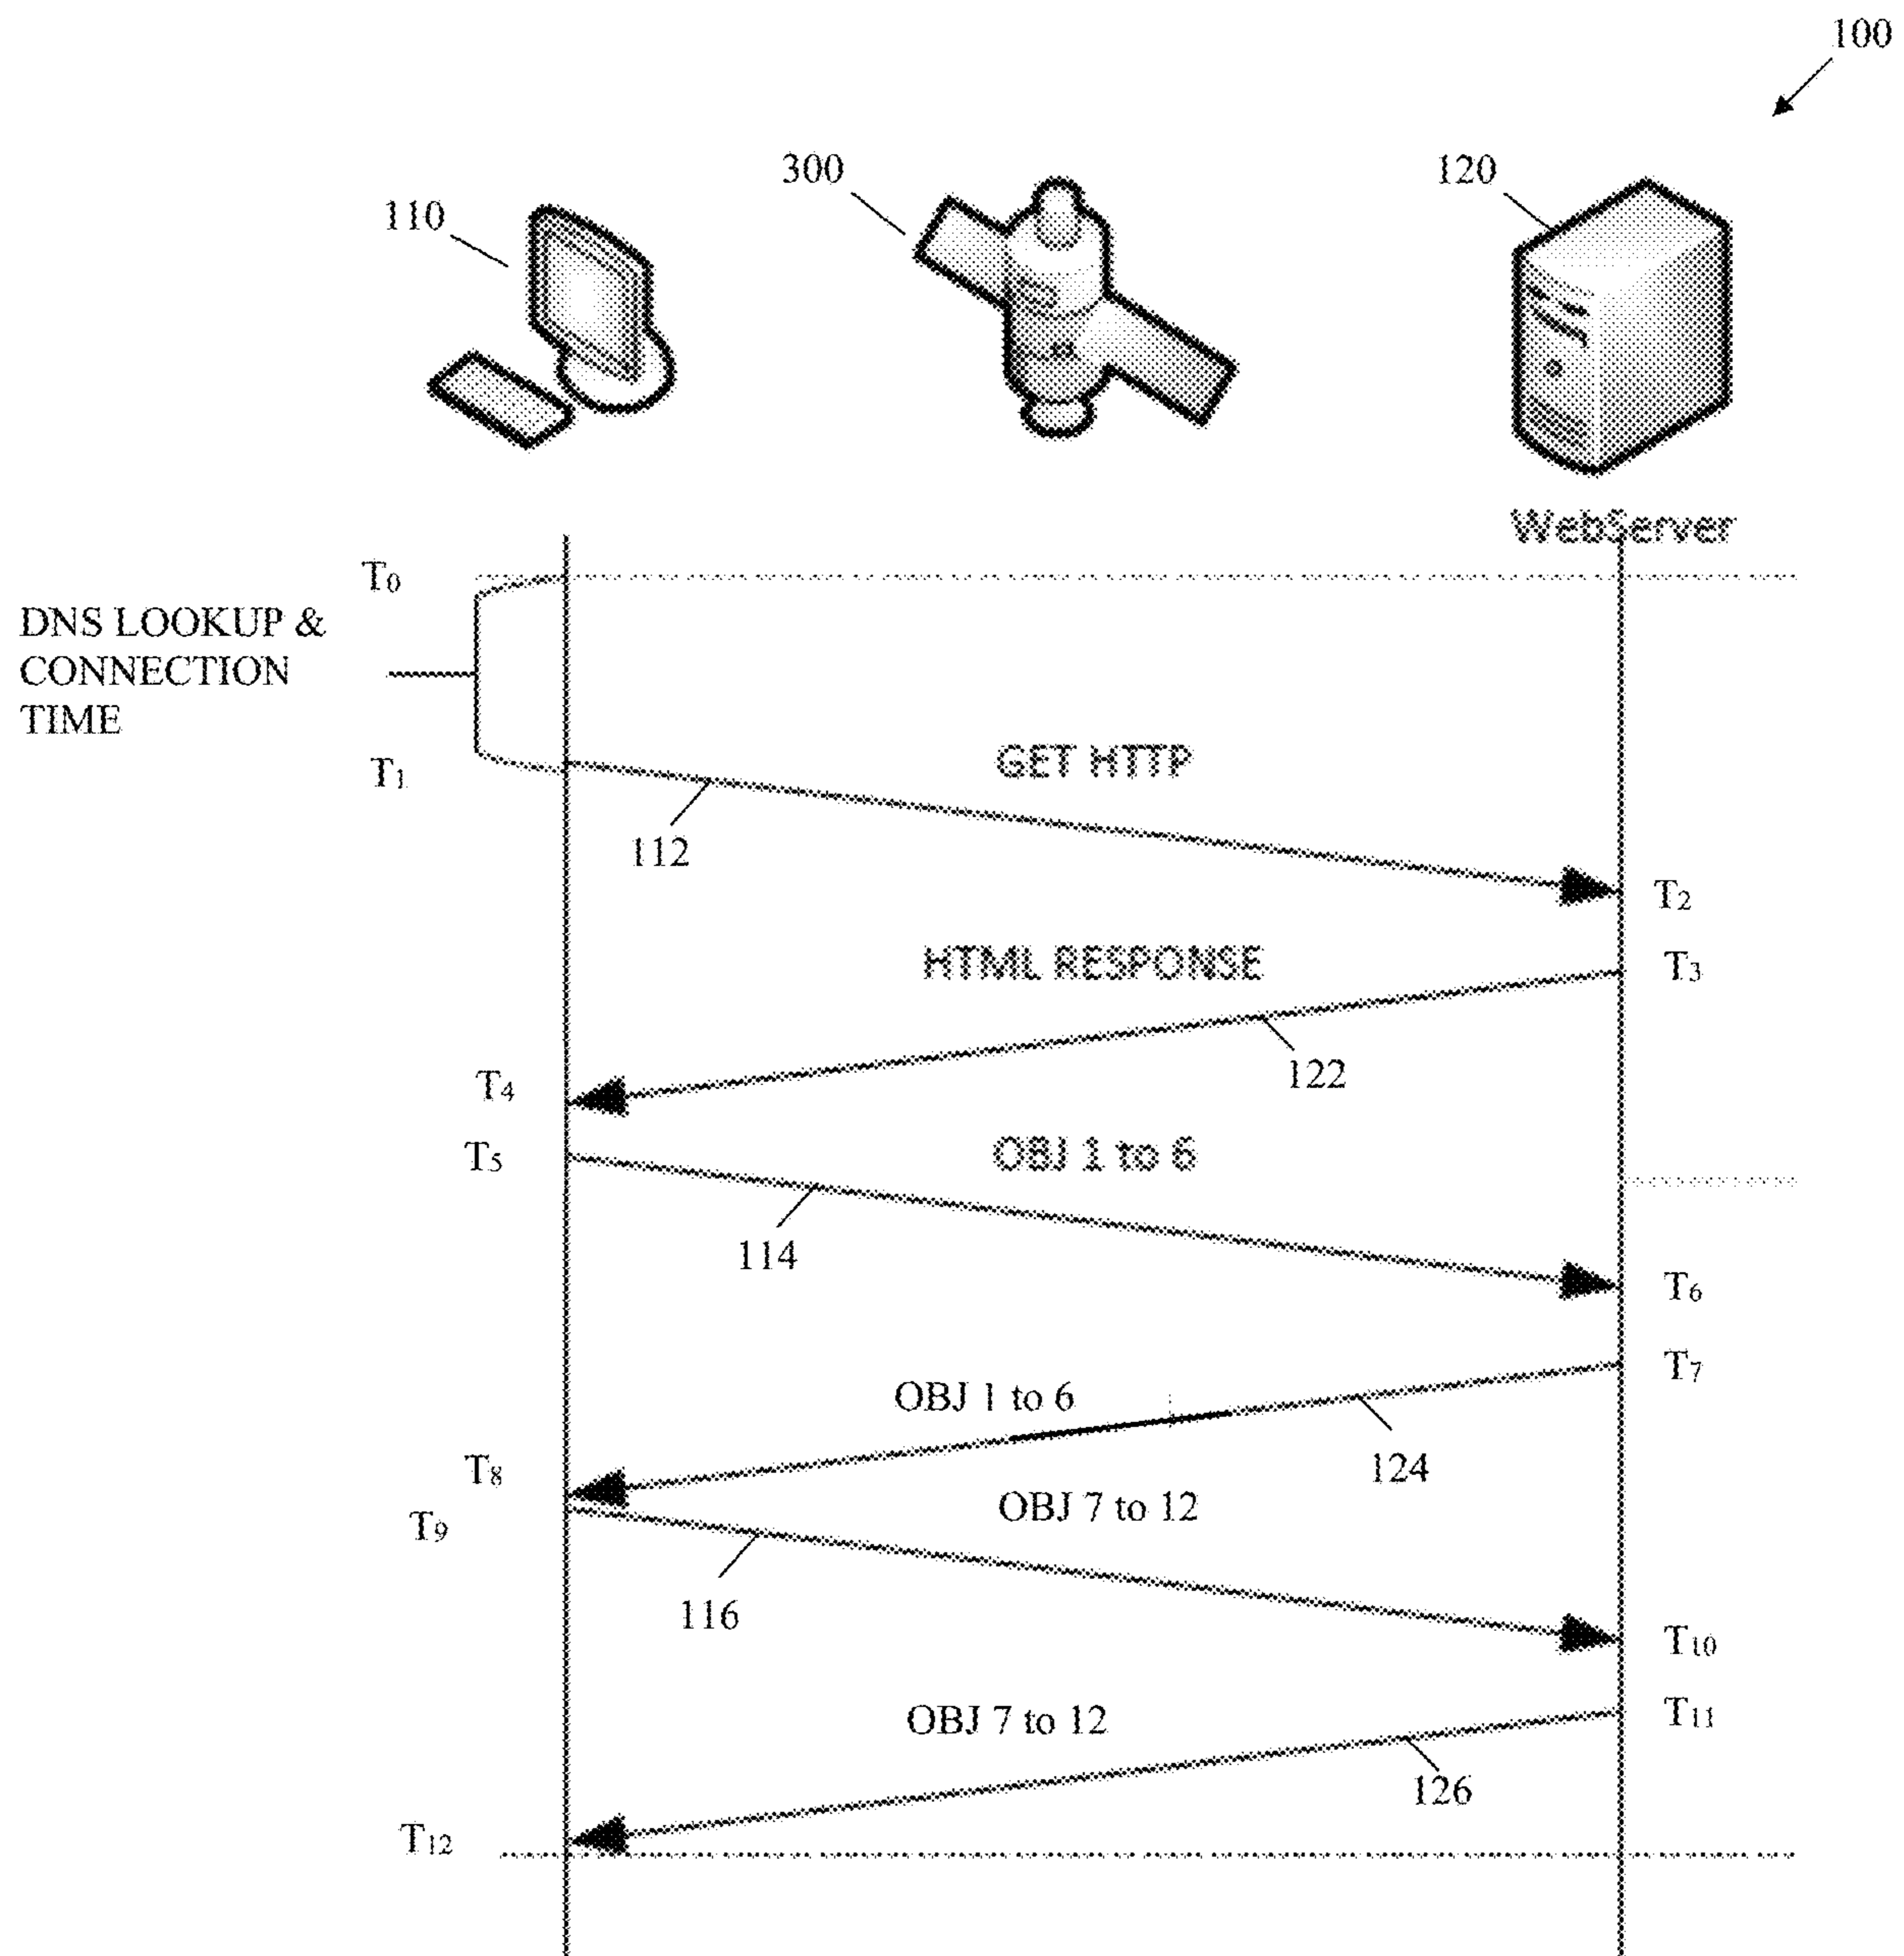 100
300
120
110
WebServer
T0
DNS LOOKUP &
CONNECTION
TIME
T1
GET HTTP
112
T2
HTML RESPONSE
T3
122
T4
OBJ 1 to 6
T5
114
T6
T7
OBJ 1 to 6
124
T8
OBJ 7 to 12
T9
116
T10
OBJ 7 to 12
T11
126
T12